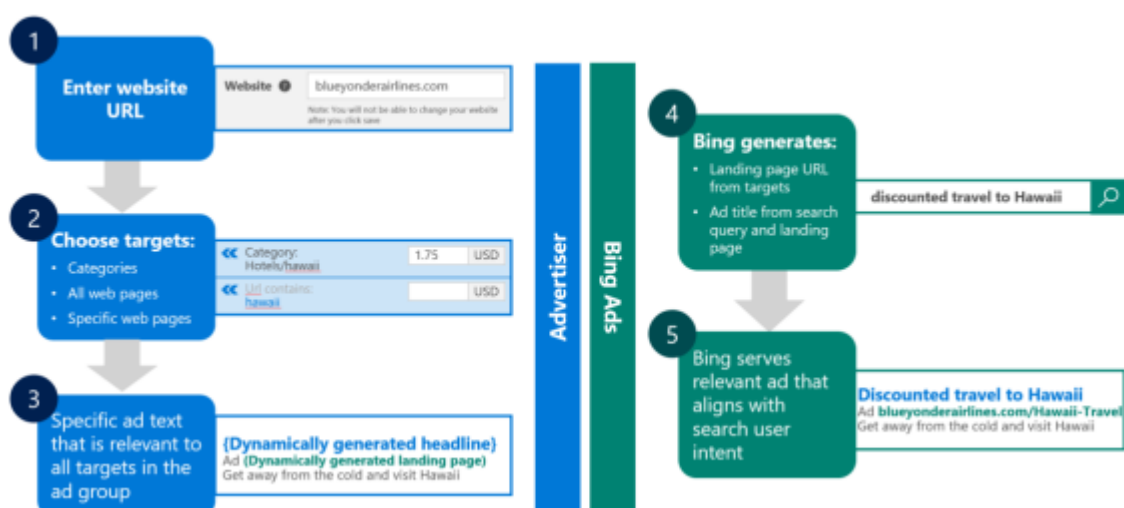 1
Enter website
URL
Website ?
blueyonderairlines.com
Note: You will not be able to change your website
after you click save
2
Choose targets:
• Categories
• All web pages
• Specific web pages
Category:
Hotels/hawaii
1.75 USD
Url contains:
hawaii
USD
3
Specific ad text
that is relevant to
all targets in the
ad group
{Dynamically generated headline}
Ad {Dynamically generated landing page}
Get away from the cold and visit Hawaii
Advertiser
Bing Ads
4
Bing generates:
• Landing page URL
from targets
• Ad title from search
query and landing
page
discounted travel to Hawaii
5
Bing serves
relevant ad that
aligns with
search user
intent
Discounted travel to Hawaii
Ad blueyonderairlines.com/Hawaii-Travel
Get away from the cold and visit Hawaii